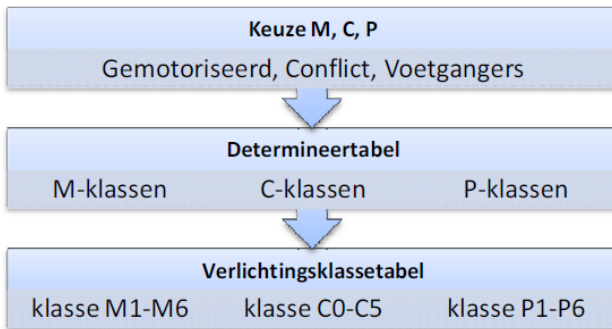 Keuze M, C, P
Gemotoriseerd, Conflict, Voetgangers
Determineertabel
M-klassen C-klassen P-klassen
Verlichtingsklassetabel
klasse M1-M6 klasse C0-C5 klasse P1-P6